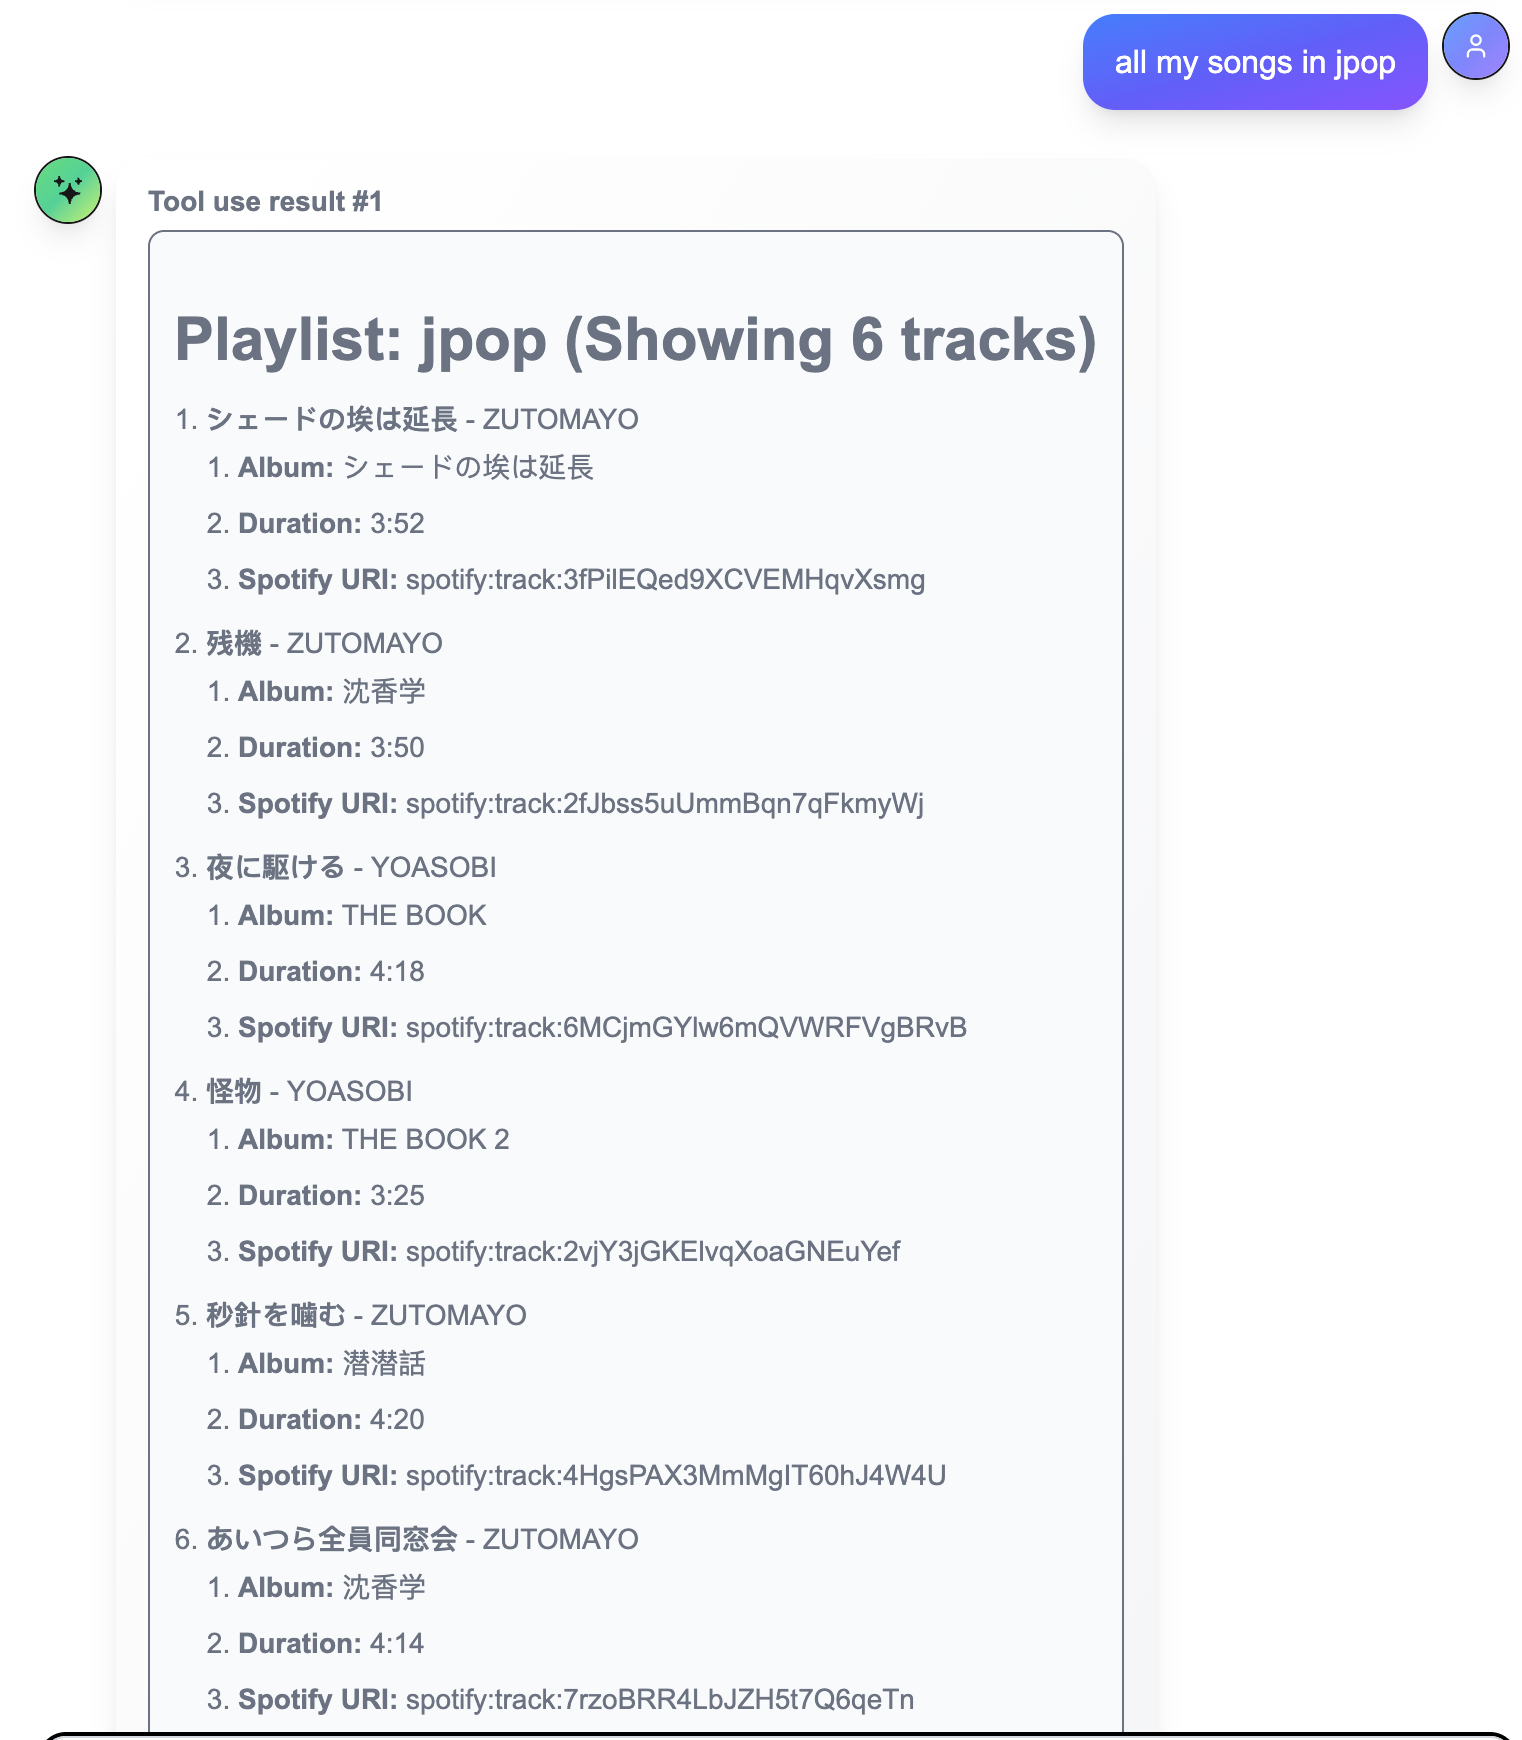 all my songs in jpop
Tool use result #1
Playlist: jpop (Showing 6 tracks)
1. シェードの埃は延長 - ZUTOMAYO
1. Album: シェードの埃は延長
2. Duration: 3:52
3. Spotify URI: spotify:track:3fPilEQed9XCVEMHqvXsmg
2. 残機 - ZUTOMAYO
1. Album: 沈香学
2. Duration: 3:50
3. Spotify URI: spotify:track:2fJbss5uUmmBqn7qFkmyWj
3. 夜に駆ける - YOASOBI
1. Album: THE BOOK
2. Duration: 4:18
3. Spotify URI: spotify:track:6MCjmGYlw6mQVWRFVgBRvB
4. 怪物 - YOASOBI
1. Album: THE BOOK 2
2. Duration: 3:25
3. Spotify URI: spotify:track:2vjY3jGKElvqXoaGNEuYef
5. 秒針を噛む - ZUTOMAYO
1. Album: 潜潜話
2. Duration: 4:20
3. Spotify URI: spotify:track:4HgsPAX3MmMgIT60hJ4W4U
6. あいつら全員同窓会 - ZUTOMAYO
1. Album: 沈香学
2. Duration: 4:14
3. Spotify URI: spotify:track:7rzoBRR4LbJZH5t7Q6qeTn